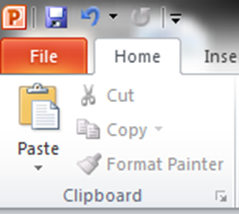 P
File Home Inse
Paste
Cut
Copy
Format Painter
Clipboard